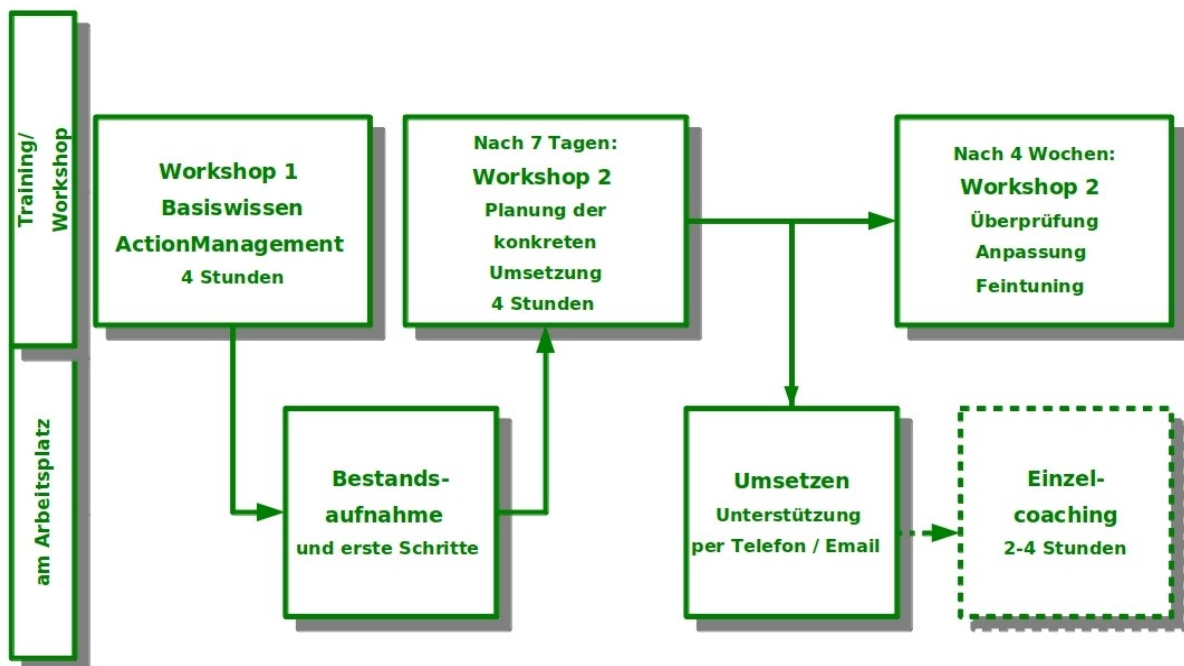 Training/
Workshop
Workshop 1
Basiswissen
ActionManagement
4 Stunden
Nach 7 Tagen:
Workshop 2
Planung der
konkreten
Umsetzung
4 Stunden
Nach 4 Wochen:
Workshop 2
Überprüfung
Anpassung
Feintuning
am Arbeitsplatz
Bestands-
aufnahme
und erste Schritte
Umsetzen
Unterstützung
per Telefon / Email
Einzel-
coaching
2-4 Stunden